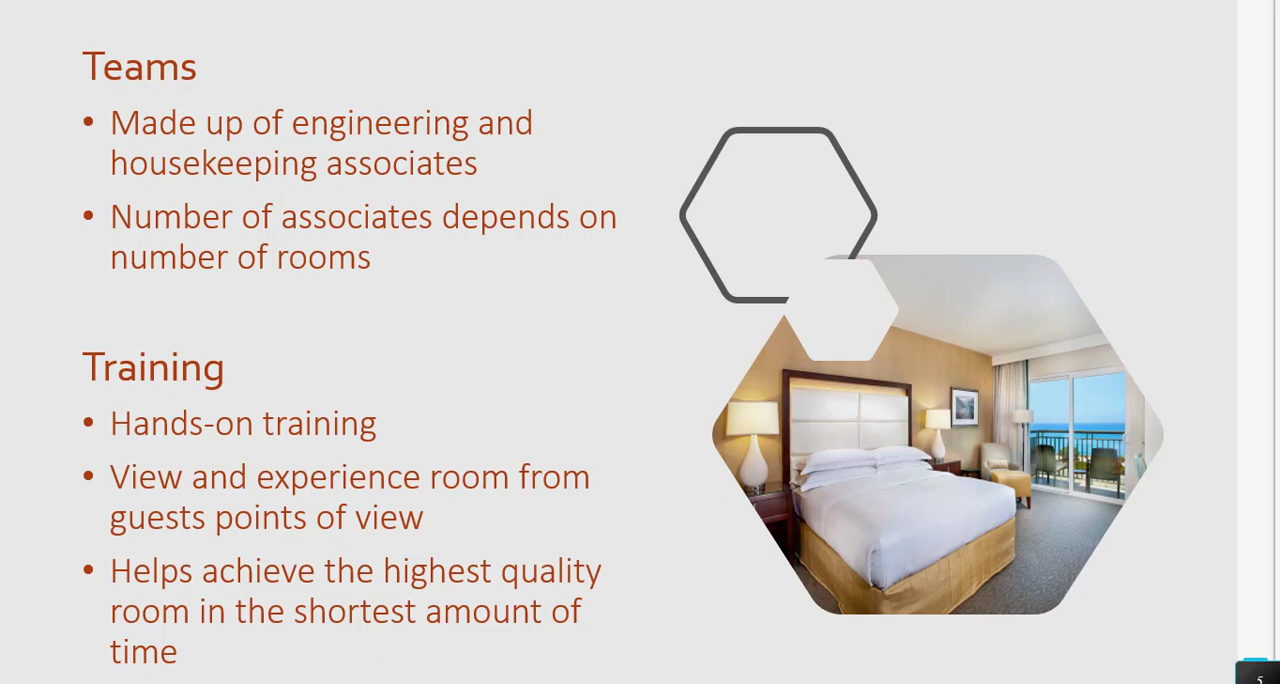 Teams
• Made up of engineering and
housekeeping associates
• Number of associates depends on
number of rooms
Training
• Hands-on training
• View and experience room from
guests points of view
• Helps achieve the highest quality
room in the shortest amount of
time
5